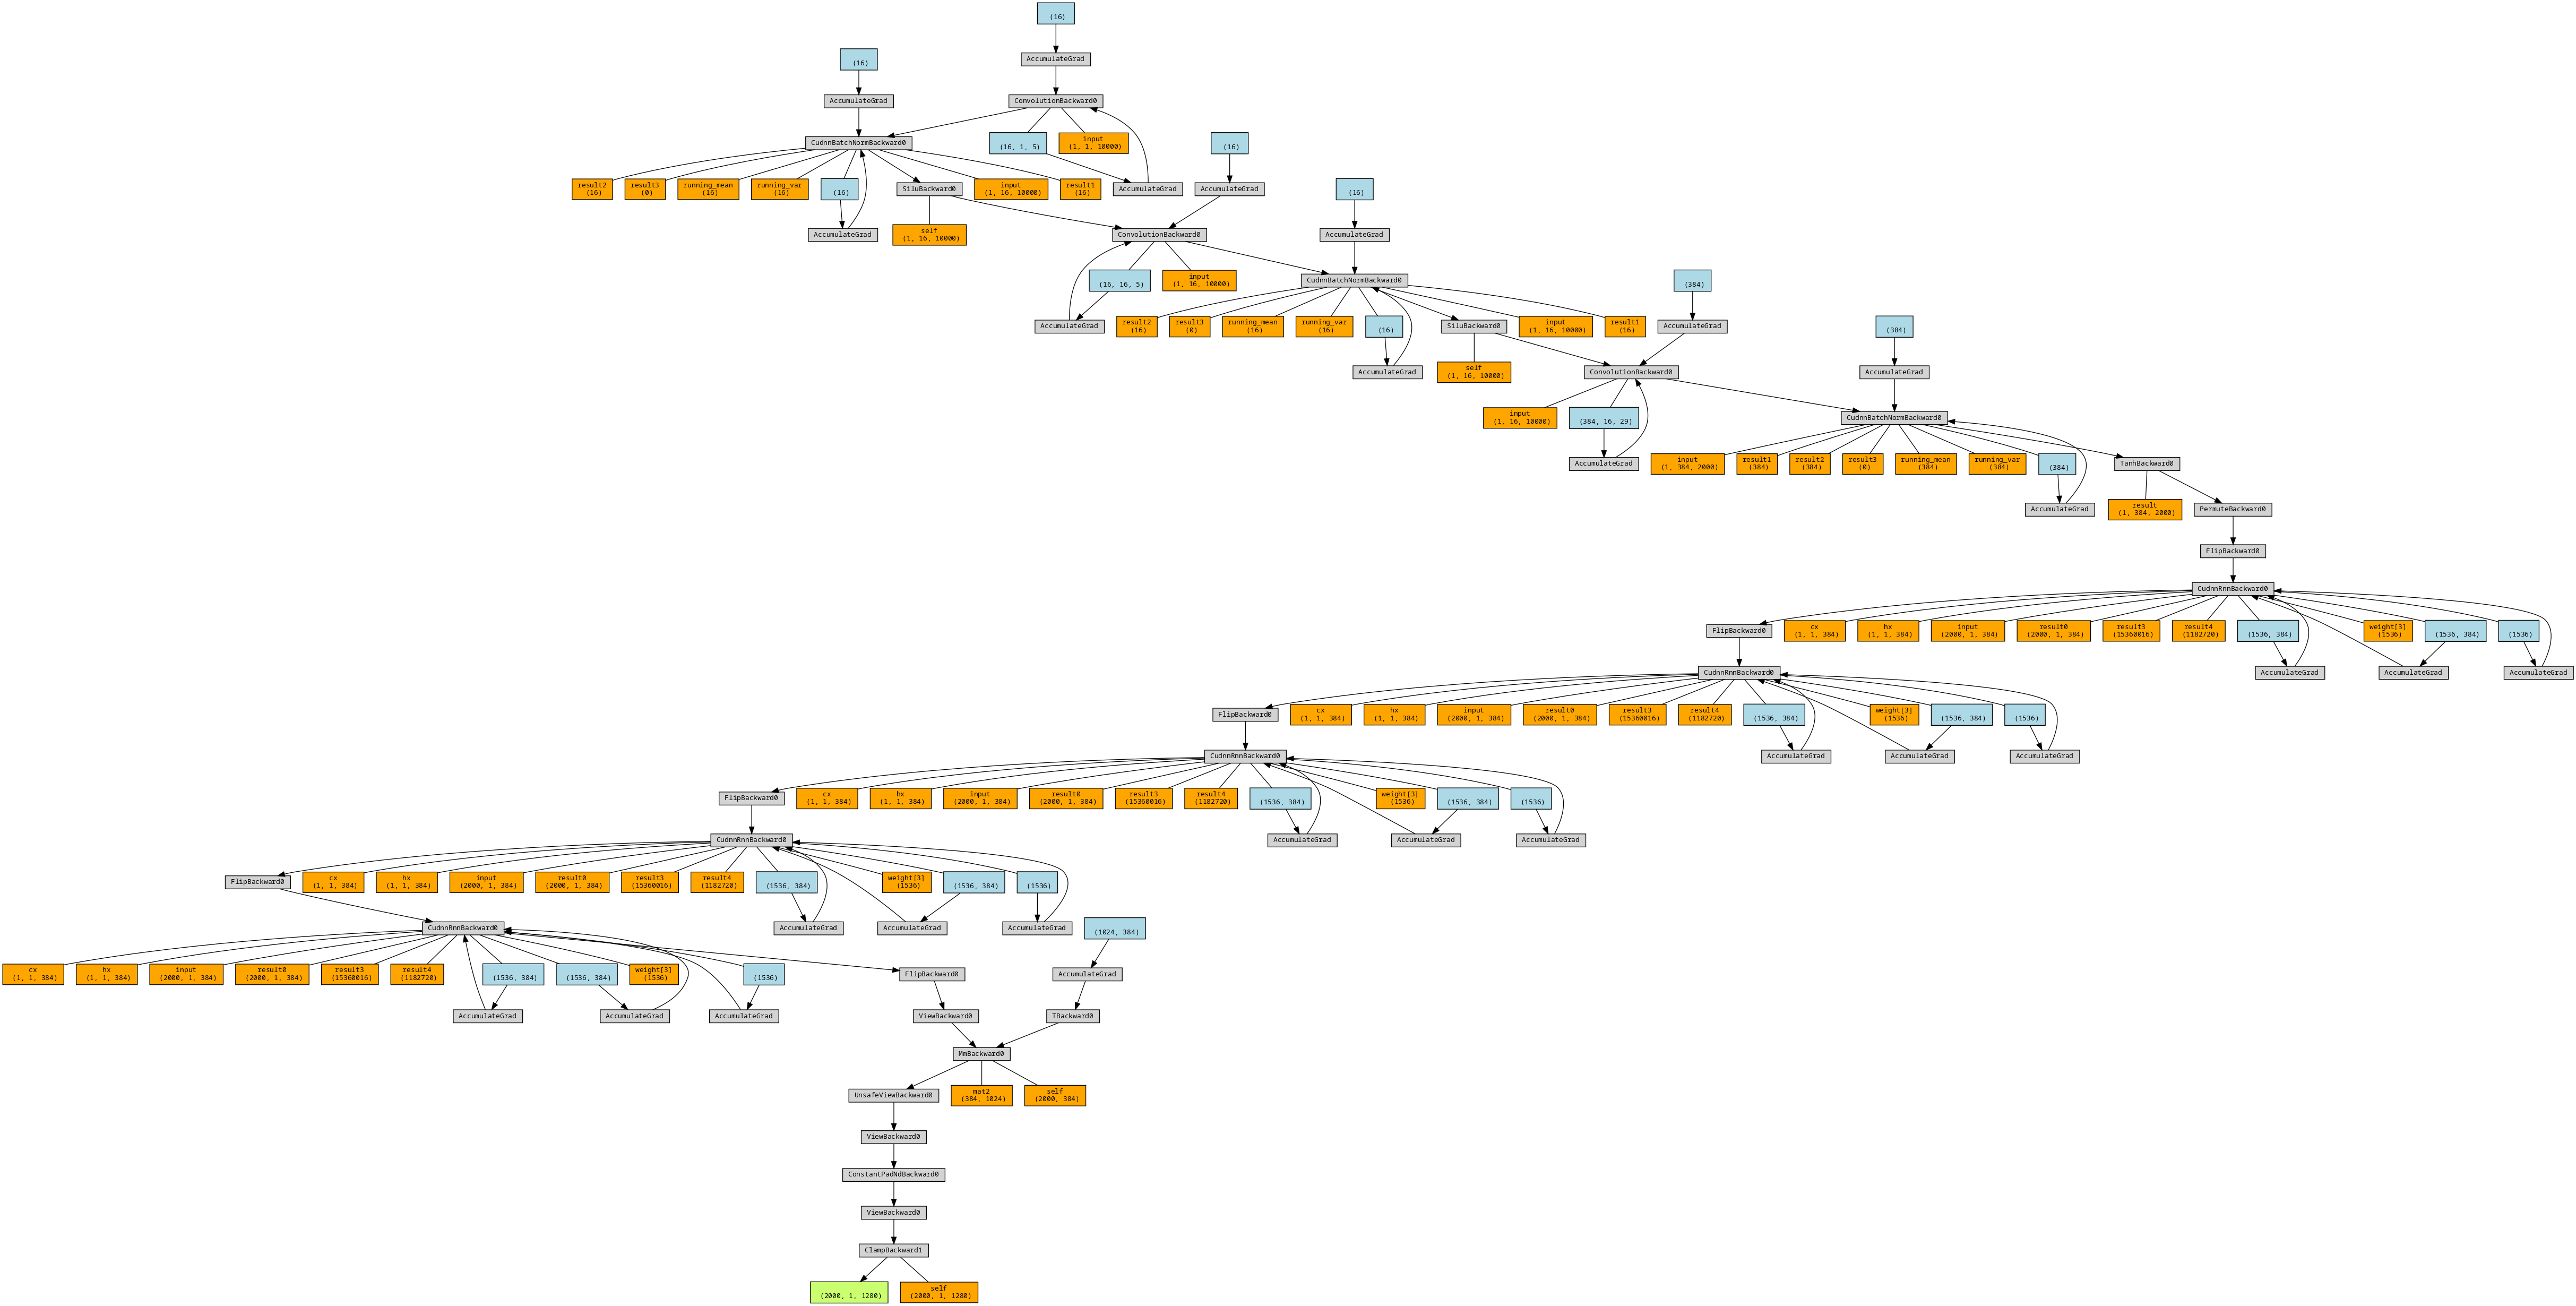 (16)
AccumulateGrad
(16)
AccumulateGrad
ConvolutionBackward0
CudnnBatchNormBackward0
(16, 1, 5)
input
(1, 1, 10000)
(16)
result2
(16)
result3
(0)
running_mean
(16)
running_var
(16)
(16)
SiluBackward0
input
(1, 16, 10000)
result1
(16)
AccumulateGrad
AccumulateGrad
(16)
AccumulateGrad
self
(1, 16, 10000)
ConvolutionBackward0
AccumulateGrad
(16, 16, 5)
input
(1, 16, 10000)
CudnnBatchNormBackward0
(384)
AccumulateGrad
result2
(16)
result3
(0)
running_mean
(16)
running_var
(16)
(16)
SiluBackward0
input
(1, 16, 10000)
result1
(16)
AccumulateGrad
(384)
AccumulateGrad
self
(1, 16, 10000)
ConvolutionBackward0
AccumulateGrad
input
(1, 16, 10000)
(384, 16, 29)
CudnnBatchNormBackward0
AccumulateGrad
input
(1, 384, 2000)
result1
(384)
result2
(384)
result3
(0)
running_mean
(384)
running_var
(384)
(384)
TanhBackward0
AccumulateGrad
result
(1, 384, 2000)
PermuteBackward0
FlipBackward0
CudnnRnnBackward0
FlipBackward0
cx
(1, 1, 384)
hx
(1, 1, 384)
input
(2000, 1, 384)
result0
(2000, 1, 384)
result3
(15360016)
result4
(1182720)
(1536, 384)
weight[3]
(1536)
(1536, 384)
(1536)
CudnnRnnBackward0
AccumulateGrad
AccumulateGrad
AccumulateGrad
FlipBackward0
cx
(1, 1, 384)
hx
(1, 1, 384)
input
(2000, 1, 384)
result0
(2000, 1, 384)
result3
(15360016)
result4
(1182720)
(1536, 384)
weight[3]
(1536)
(1536, 384)
(1536)
CudnnRnnBackward0
AccumulateGrad
AccumulateGrad
AccumulateGrad
FlipBackward0
cx
(1, 1, 384)
hx
(1, 1, 384)
input
(2000, 1, 384)
result0
(2000, 1, 384)
result3
(15360016)
result4
(1182720)
(1536, 384)
weight[3]
(1536)
(1536, 384)
(1536)
CudnnRnnBackward0
AccumulateGrad
AccumulateGrad
AccumulateGrad
FlipBackward0
cx
(1, 1, 384)
hx
(1, 1, 384)
input
(2000, 1, 384)
result0
(2000, 1, 384)
result3
(15360016)
result4
(1182720)
(1536, 384)
weight[3]
(1536)
(1536, 384)
(1536)
CudnnRnnBackward0
AccumulateGrad
AccumulateGrad
AccumulateGrad
(1024, 384)
cx
(1, 1, 384)
hx
(1, 1, 384)
input
(2000, 1, 384)
result0
(2000, 1, 384)
result3
(15360016)
result4
(1182720)
(1536, 384)
(1536, 384)
weight[3]
(1536)
(1536)
FlipBackward0
AccumulateGrad
AccumulateGrad
AccumulateGrad
AccumulateGrad
ViewBackward0
TBackward0
MmBackward0
UnsafeViewBackward0
mat2
(384, 1024)
self
(2000, 384)
ViewBackward0
ConstantPadNdBackward0
ViewBackward0
ClampBackward1
(2000, 1, 1280)
self
(2000, 1, 1280)